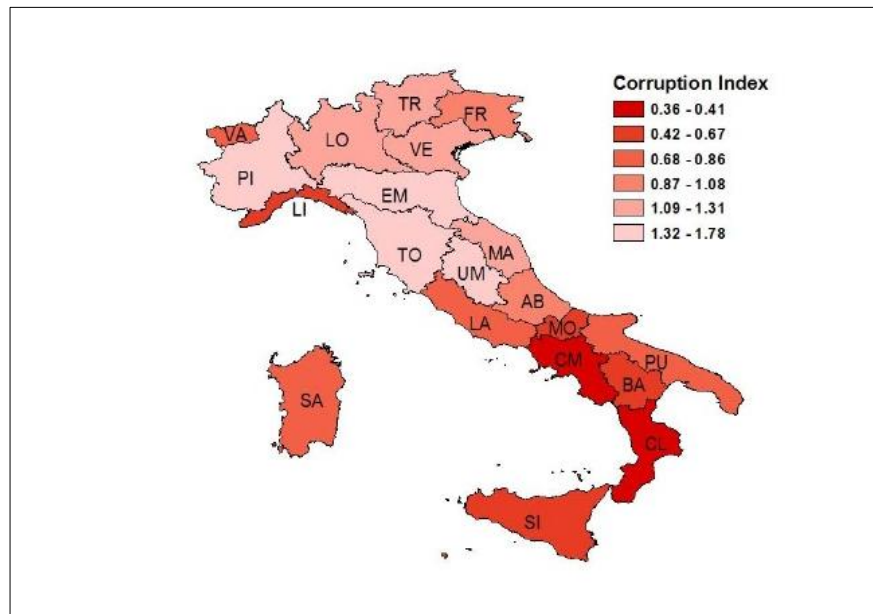 Corruption Index
0.36 - 0.41
0.42 - 0.67
0.68 - 0.86
0.87 - 1.08
1.09 - 1.31
1.32 - 1.78
TR
FR
VA
LO
VE
PI
EM
LI
TO
MA
UM
AB
LA
MO
CM
PU
BA
SA
CL
SI